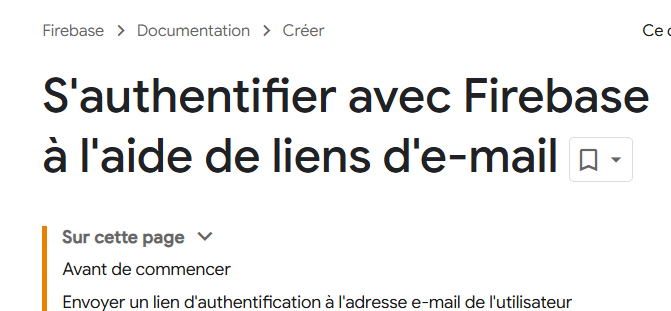 Firebase > Documentation > Créer
Ce
S'authentifier avec Firebase
à l'aide de liens d'e-mail
Sur cette page
Avant de commencer
Envoyer un lien d'authentification à l'adresse e-mail de l'utilisateur